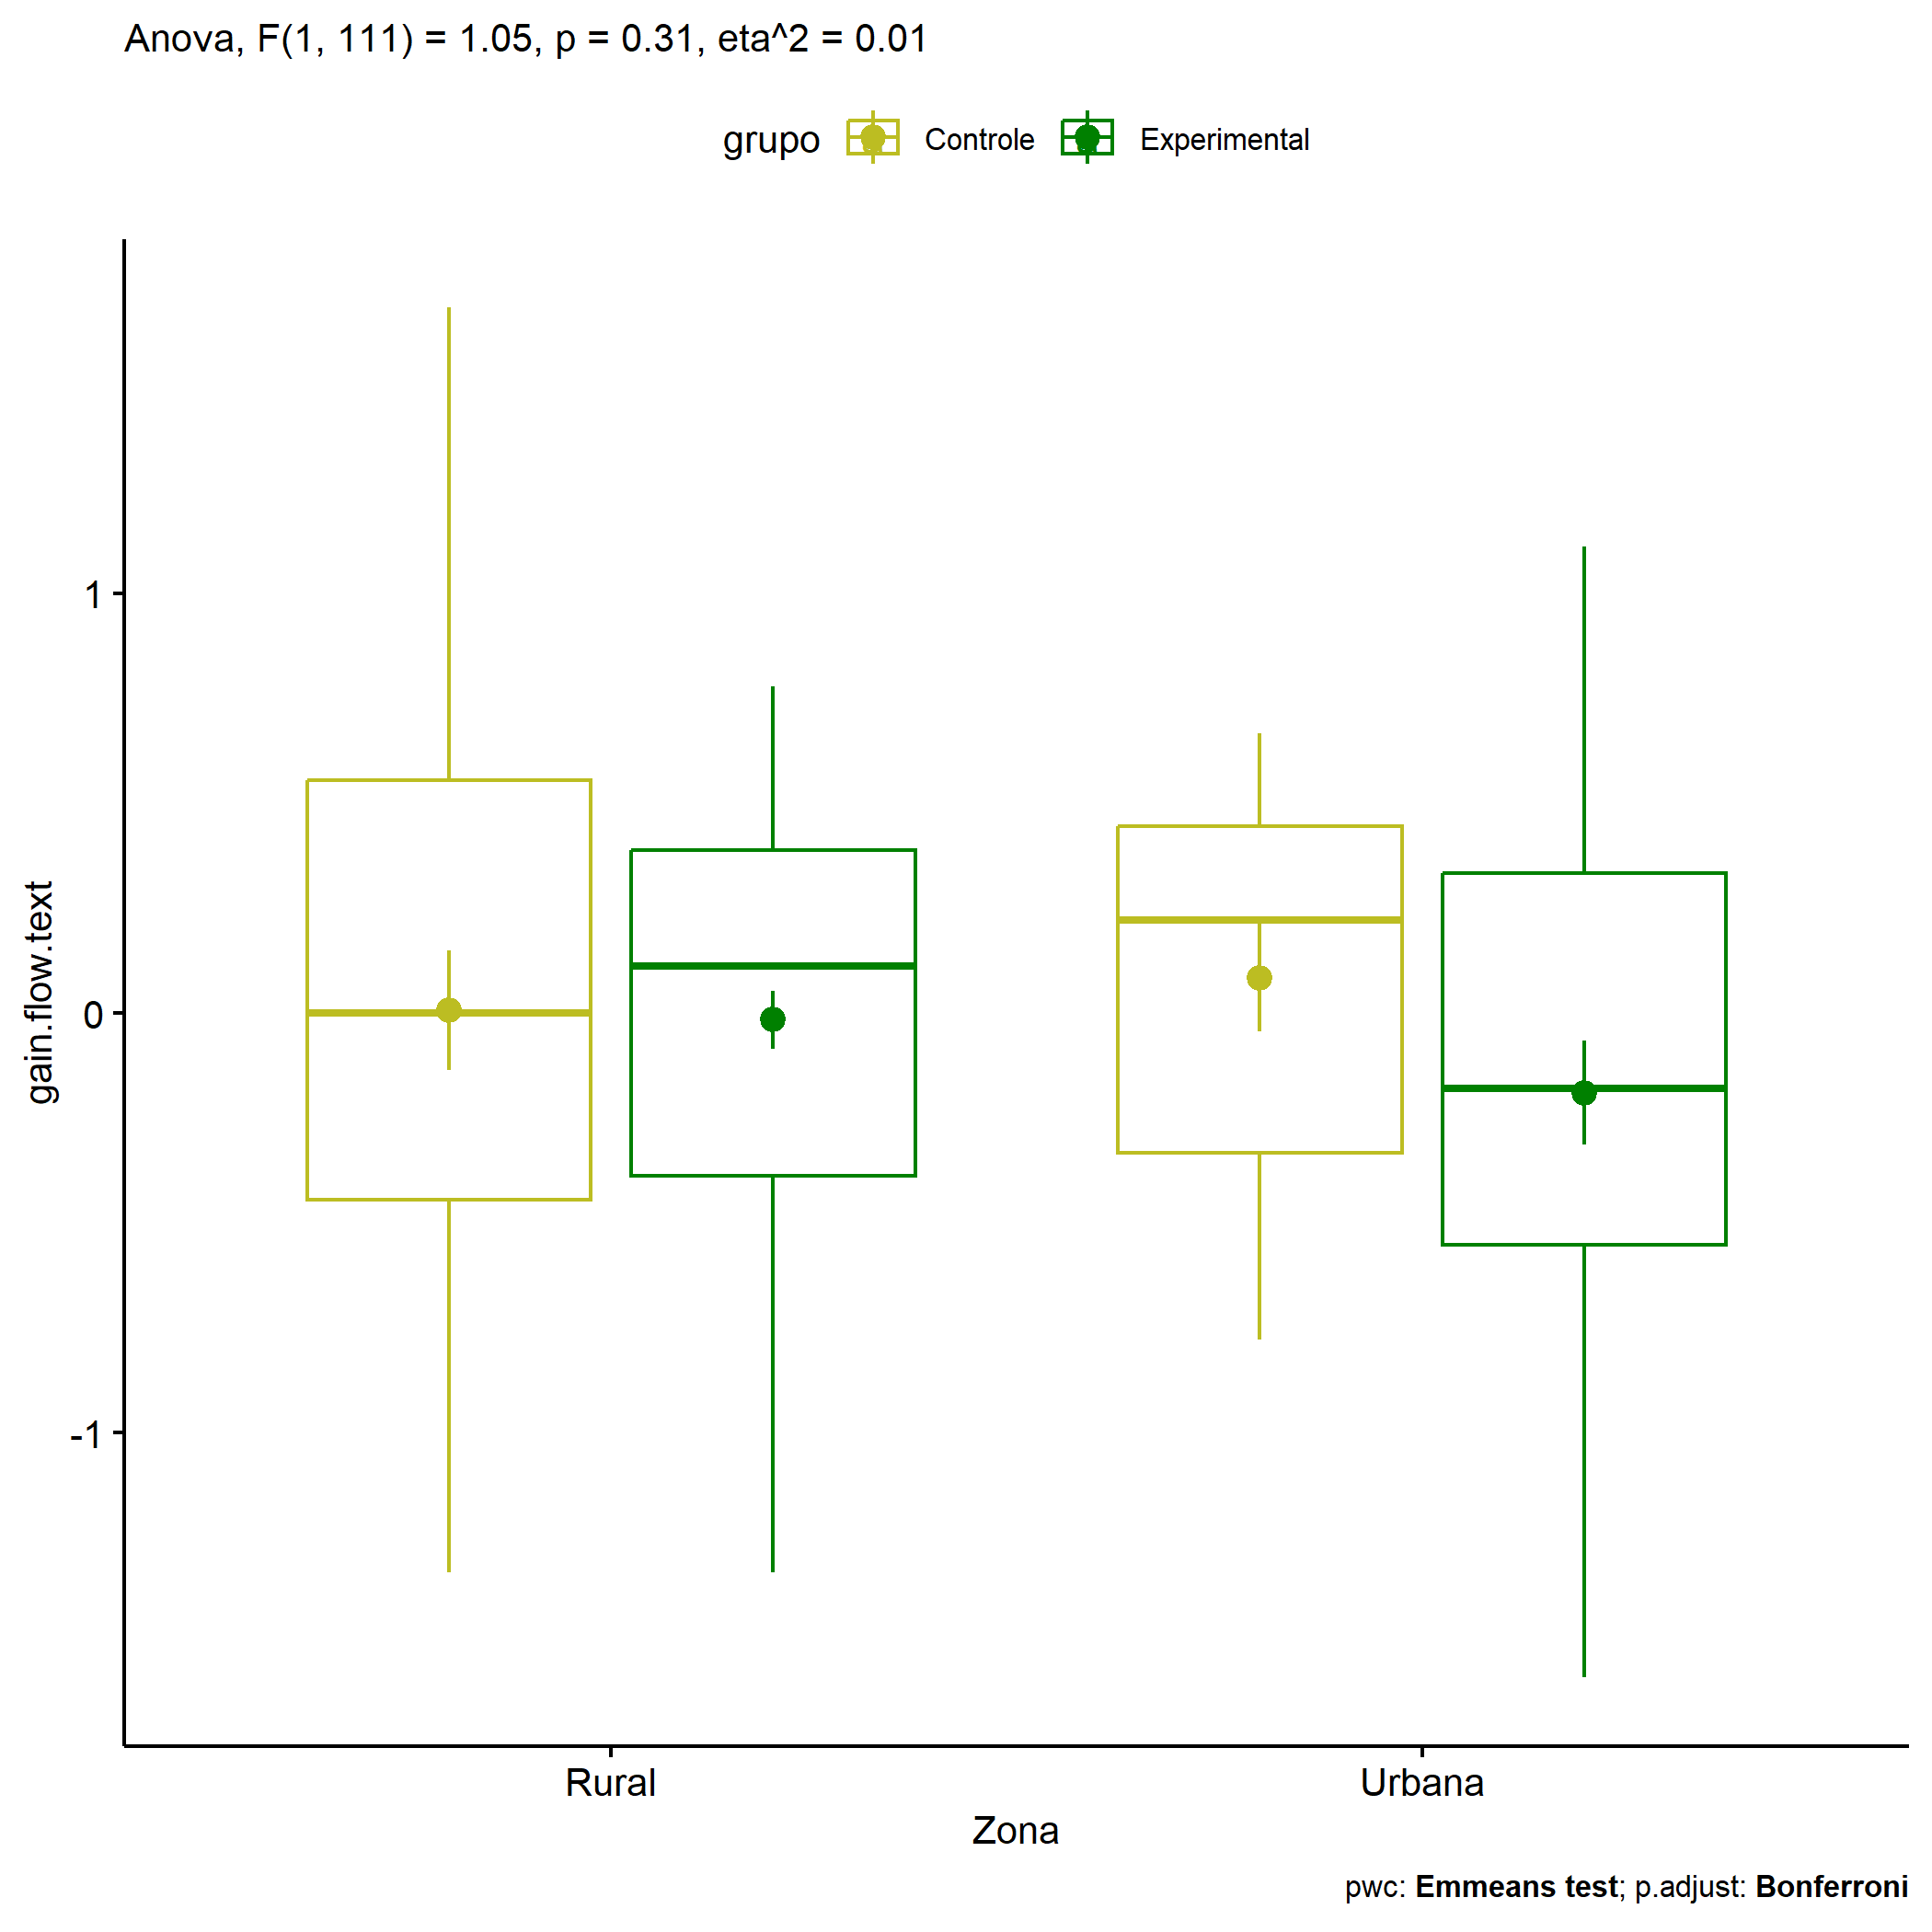 Anova, F(1, 111) = 1.05, p = 0.31, eta^2 = 0.01
grupo Controle Experimental
gain.flow.text
1
0
-1
Rural Urbana
Zona
pwc: Emmeans test; p.adjust: Bonferroni